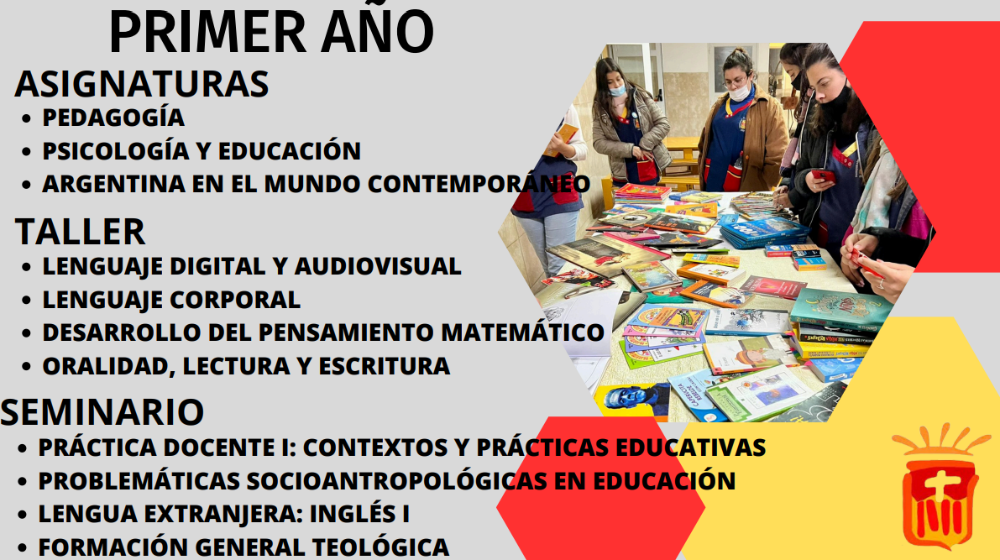 PRIMER AÑO
ASIGNATURAS
PEDAGOGÍA
PSICOLOGÍA Y EDUCACIÓN
ARGENTINA EN EL MUNDO CONTEMPORÁNEO
TALLER
LENGUAJE DIGITAL Y AUDIOVISUAL
LENGUAJE CORPORAL
DESARROLLO DEL PENSAMIENTO MATEMÁTICO
ORALIDAD, LECTURA Y ESCRITURA
SEMINARIO
PRÁCTICA DOCENTE I: CONTEXTOS Y PRÁCTICAS EDUCATIVAS
PROBLEMÁTICAS SOCIOANTROPOLÓGICAS EN EDUCACIÓN
LENGUA EXTRANJERA: INGLÉS I
FORMACIÓN GENERAL TEOLÓGICA